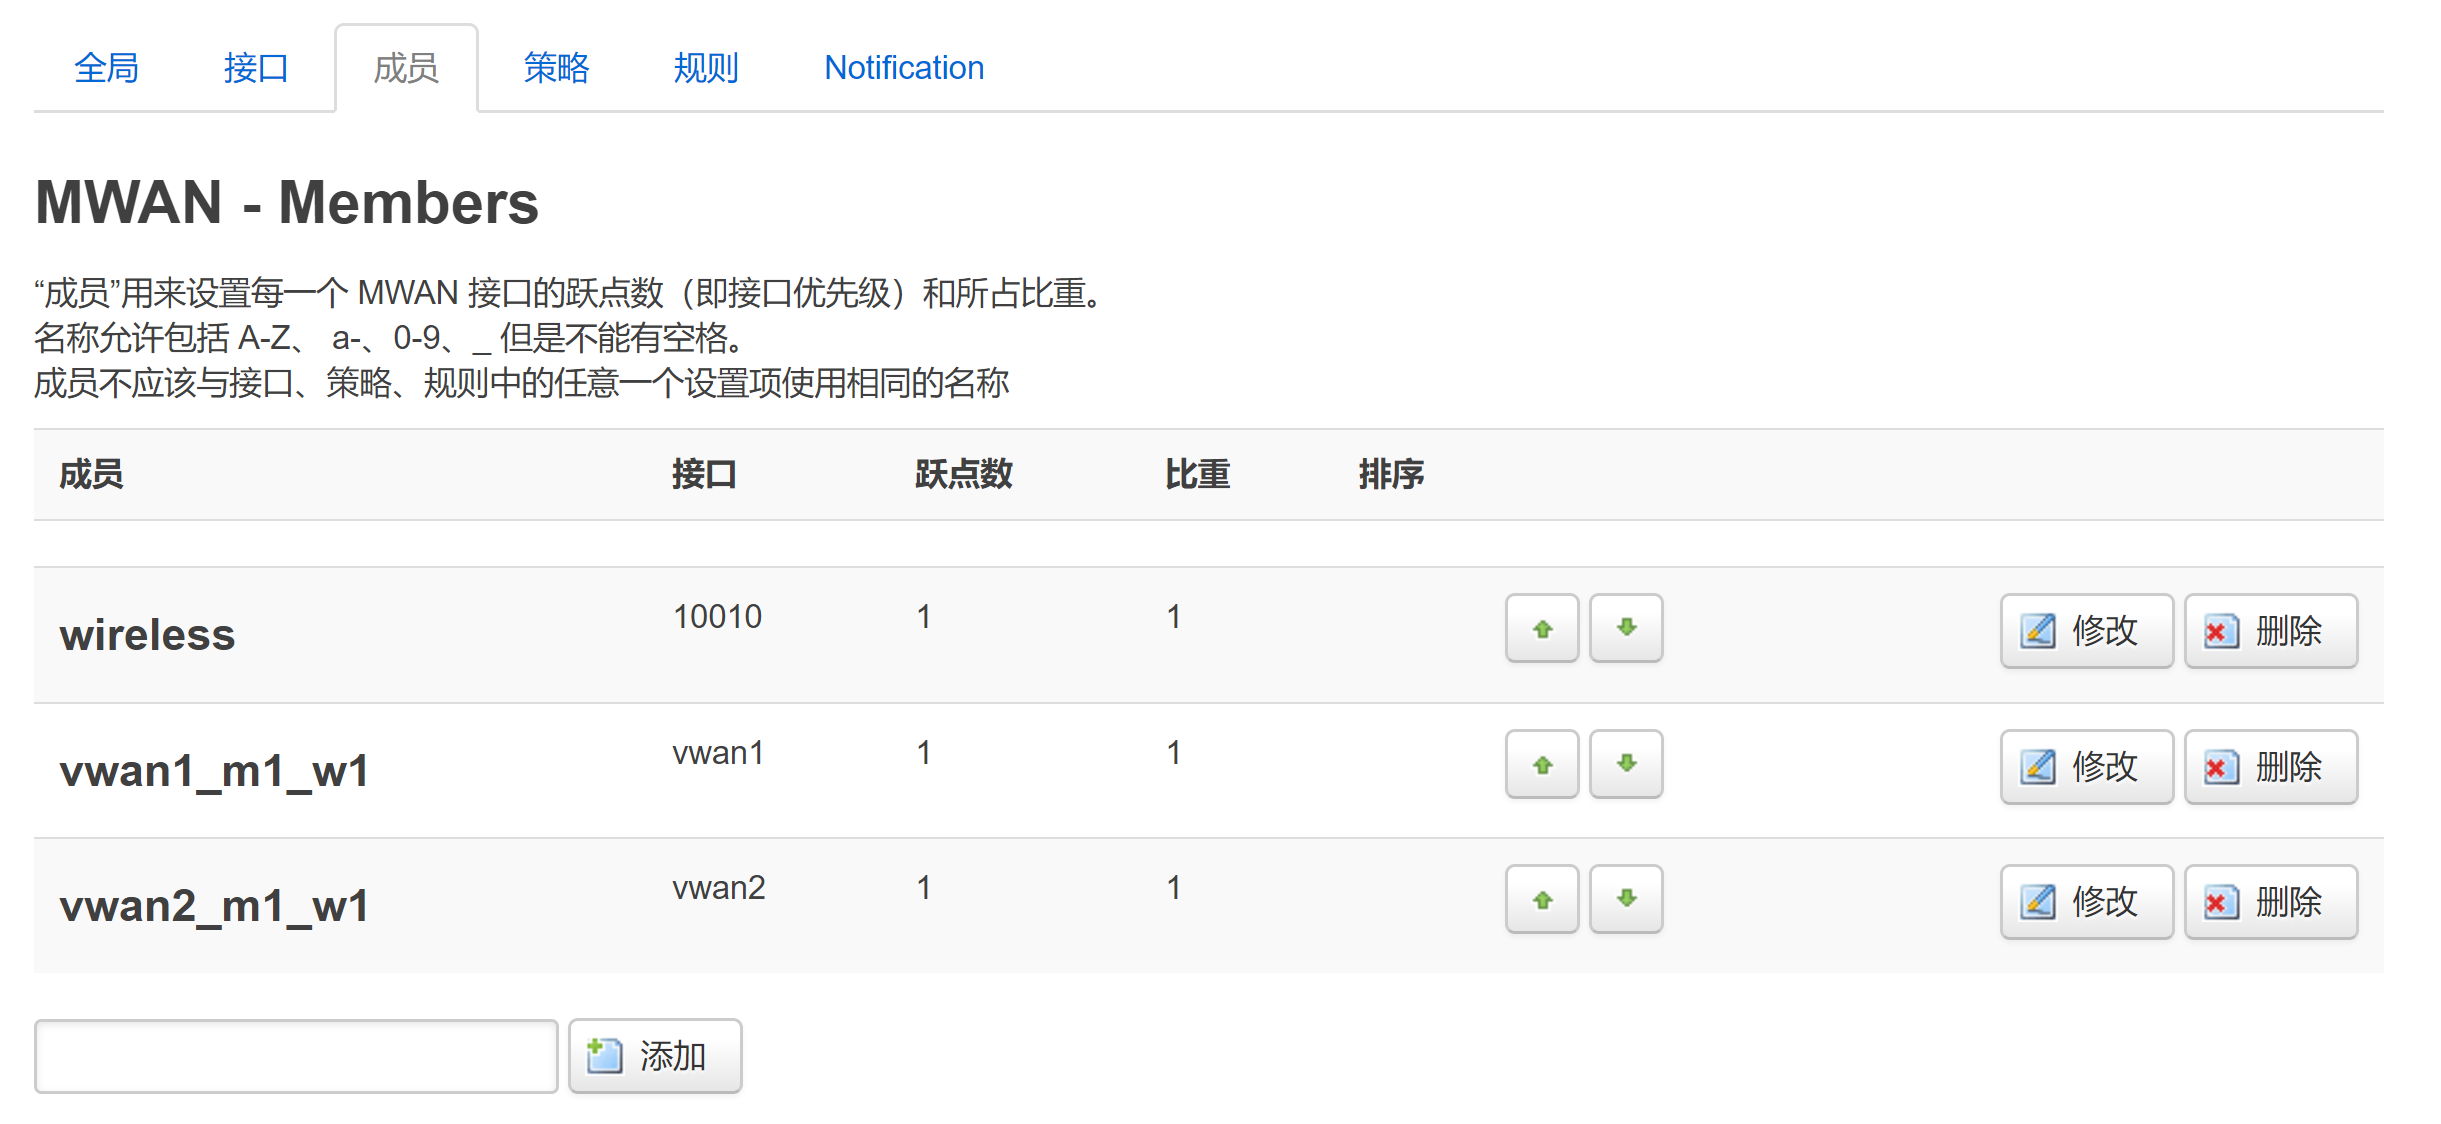 全局 接口 成员 策略 规则 Notification
MWAN - Members
“成员”用来设置每一个 MWAN 接口的跃点数（即接口优先级）和所占比重。
名称允许包括 A-Z、 a-、0-9、_ 但是不能有空格。
成员不应该与接口、策略、规则中的任意一个设置项使用相同的名称
成员 接口 跃点数 比重 排序
wireless 10010 1 1 修改 删除
vwan1_m1_w1 vwan1 1 1 修改 删除
vwan2_m1_w1 vwan2 1 1 修改 删除
添加